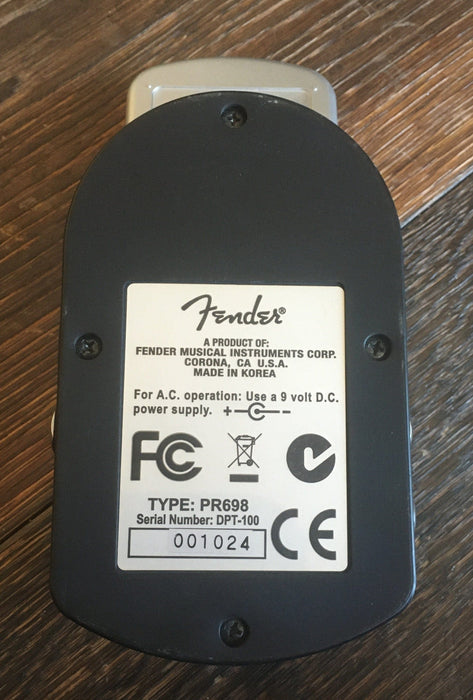 Fender®
A PRODUCT OF:
FENDER MUSICAL INSTRUMENTS CORP.
CORONA, CA U.S.A.
MADE IN KOREA
For A.C. operation: Use a 9 volt D.C.
power supply. + -
FC
TYPE: PR698
Serial Number: DPT-100
001024
CE